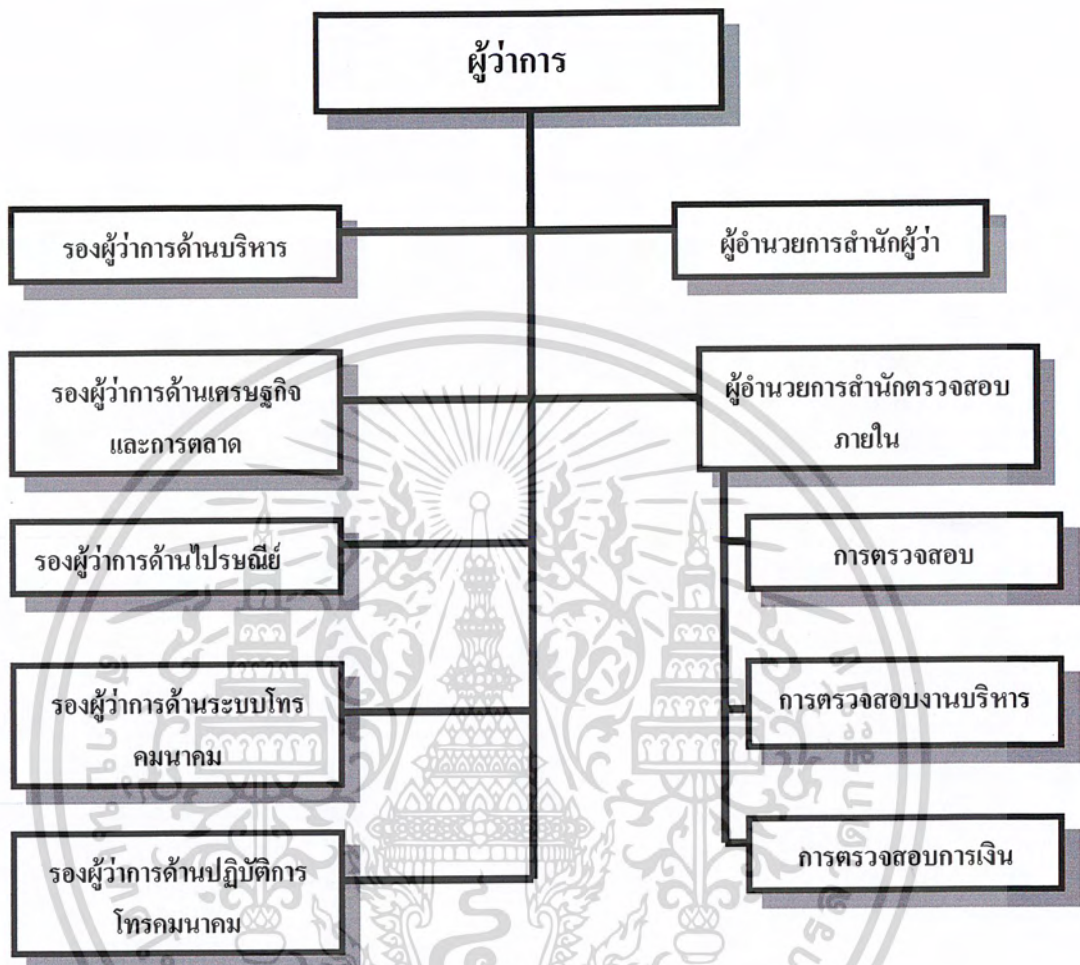 ผู้ว่าการ
รองผู้ว่าการด้านบริหาร
ผู้อำนวยการสำนักผู้ว่า
รองผู้ว่าการด้านเศรษฐกิจ
และการตลาด
ผู้อำนวยการสำนักตรวจสอบ
ภายใน
รองผู้ว่าการด้านไปรษณีย์
การตรวจสอบ
รองผู้ว่าการด้านระบบโทร
คมนาคม
การตรวจสอบงานบริหาร
รองผู้ว่าการด้านปฏิบัติการ
โทรคมนาคม
การตรวจสอบการเงิน